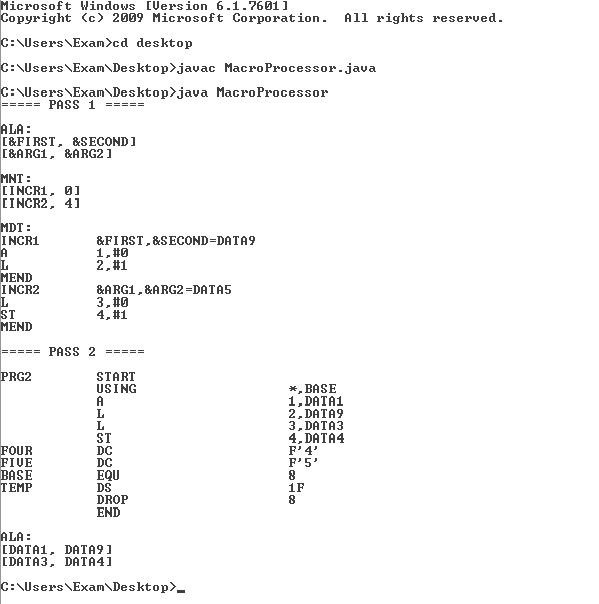 Microsoft Windows [Version 6.1.7601]
Copyright (c) 2009 Microsoft Corporation.  All rights reserved.
C:\Users\Exam>cd desktop
C:\Users\Exam\Desktop>javac MacroProcessor.java
C:\Users\Exam\Desktop>java MacroProcessor
===== PASS 1 =====
ALA:
[&FIRST, &SECOND]
[&ARG1, &ARG2]
MNT:
[INCR1, 0]
[INCR2, 4]
MDT:
INCR1       &FIRST,&SECOND=DATA9
A           1,#0
L           2,#1
MEND
INCR2       &ARG1,&ARG2=DATA5
L           3,#0
ST          4,#1
MEND
===== PASS 2 =====
PRG2        START
            USING                   *,BASE
            A                       1,DATA1
            L                       2,DATA9
            L                       3,DATA3
            ST                      4,DATA4
FOUR        DC                      F'4'
FIVE        DC                      F'5'
BASE        EQU                     8
TEMP        DS                      1F
            DROP                    8
            END
ALA:
[DATA1, DATA9]
[DATA3, DATA4]
C:\Users\Exam\Desktop>_